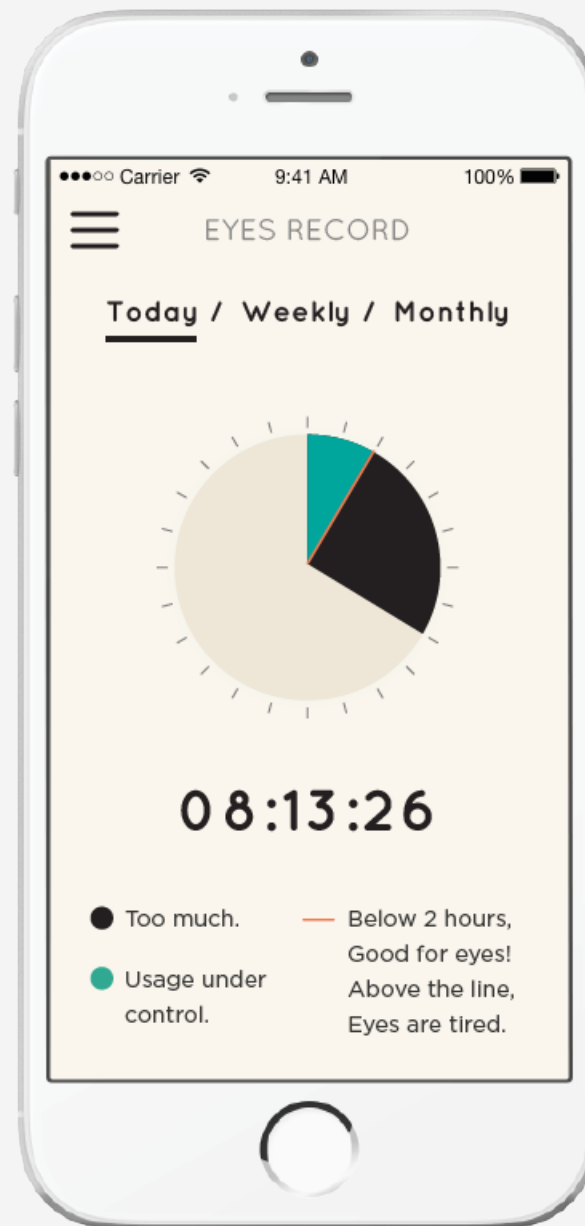 Carrier 9:41 AM 100%
EYES RECORD
Today / Weekly / Monthly
08:13:26
Too much.
Usage under
control.
Below 2 hours,
Good for eyes!
Above the line,
Eyes are tired.